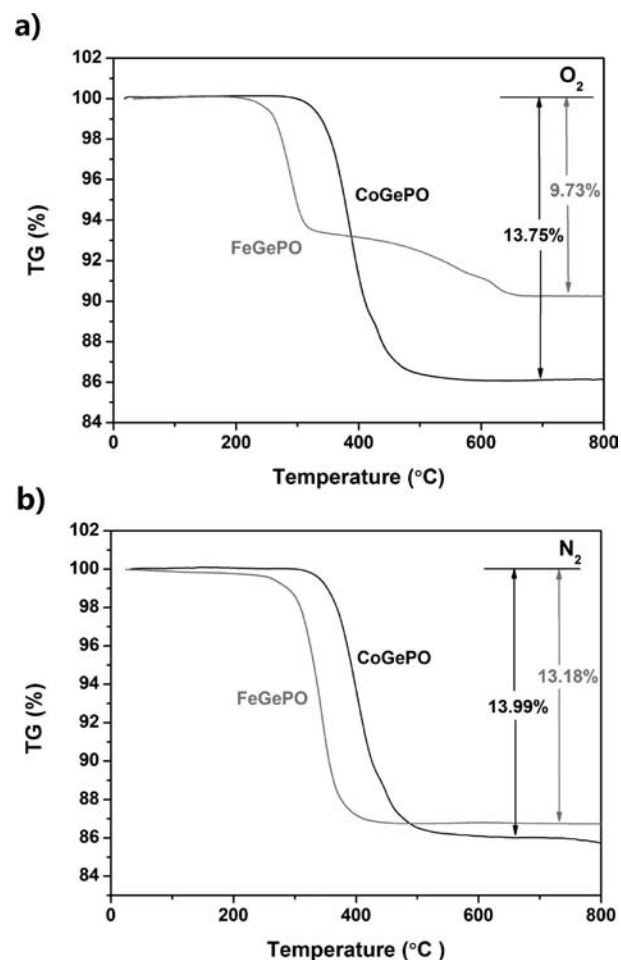 a)
102
100
98
96
94
92
90
88
86
84
0
200
400
600
800
TG (%)
Temperature (°C)
O₂
CoGePO
FeGePO
9.73%
13.75%
b)
102
100
98
96
94
92
90
88
86
84
0
200
400
600
800
TG (%)
Temperature (°C)
N₂
CoGePO
FeGePO
13.18%
13.99%